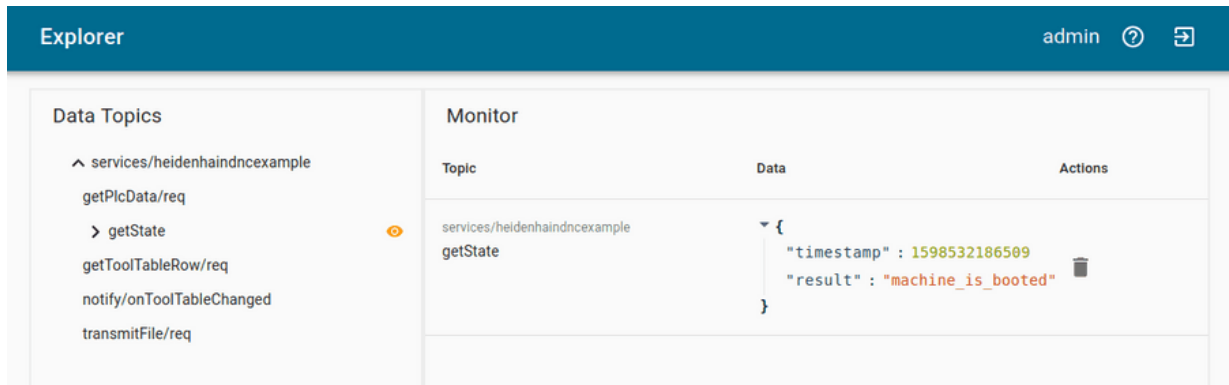 Explorer
admin
Data Topics
services/heidenhaindncexample
getPlcData/req
getState
getToolTableRow/req
notify/onToolTableChanged
transmitFile/req
Monitor
Topic Data Actions
services/heidenhaindncexample
getState
{
"timestamp" : 1598532186509
"result" : "machine_is_booted"
}